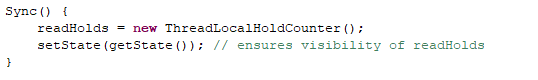 Sync() {
    readHolds = new ThreadLocalHoldCounter();
    setState(getState()); // ensures visibility of readHolds
}